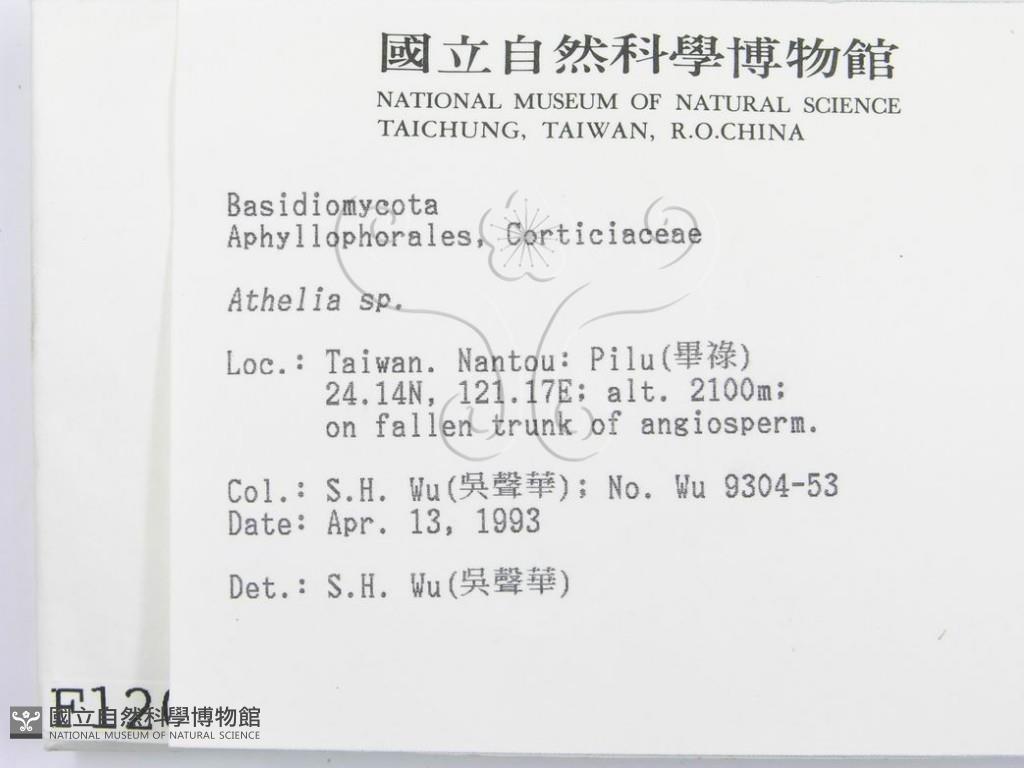 國立自然科學博物館
NATIONAL MUSEUM OF NATURAL SCIENCE
TAICHUNG, TAIWAN, R.O.CHINA
Basidiomycota
Aphyllophorales, Corticiaceae
Athelia sp.
Loc.: Taiwan. Nantou: Pilu(畢祿)
24.14N, 121.17E; alt. 2100m;
on fallen trunk of angiosperm.
Col.: S.H. Wu(吳聲華); No. Wu 9304-53
Date: Apr. 13, 1993
Det.: S.H. Wu(吳聲華)
國立自然科學博物館
NATIONAL MUSEUM OF NATURAL SCIENCE